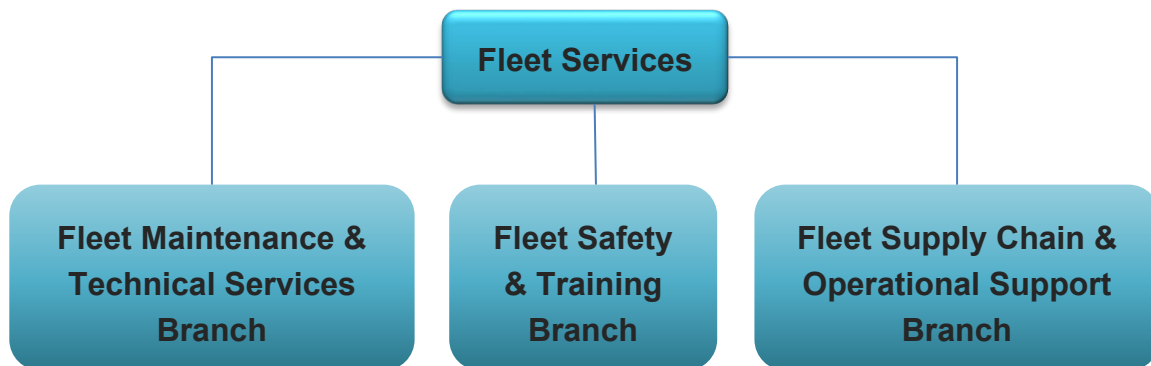 Fleet Services
Fleet Maintenance &
Technical Services
Branch
Fleet Safety
& Training
Branch
Fleet Supply Chain &
Operational Support
Branch